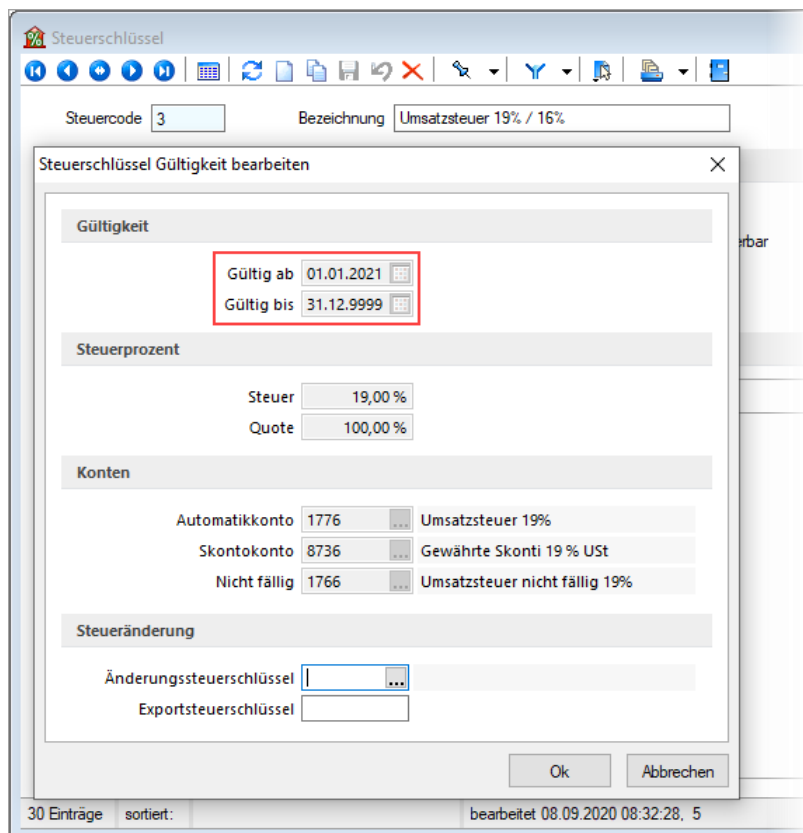 Steuerschlüssel
Steuercode 3 Bezeichnung Umsatzsteuer 19% / 16%
Steuerschlüssel Gültigkeit bearbeiten
Gültigkeit
erbar
Gültig ab 01.01.2021
Gültig bis 31.12.9999
Steuerprozent
Steuer 19,00 %
Quote 100,00 %
Konten
Automatikkonto 1776 ... Umsatzsteuer 19%
Skontokonto 8736 ... Gewährte Skonti 19 % USt
Nicht fällig 1766 ... Umsatzsteuer nicht fällig 19%
Steueränderung
Änderungssteuerschlüssel ...
Exportsteuerschlüssel
Ok Abbrechen
30 Einträge sortiert: bearbeitet 08.09.2020 08:32:28, 5